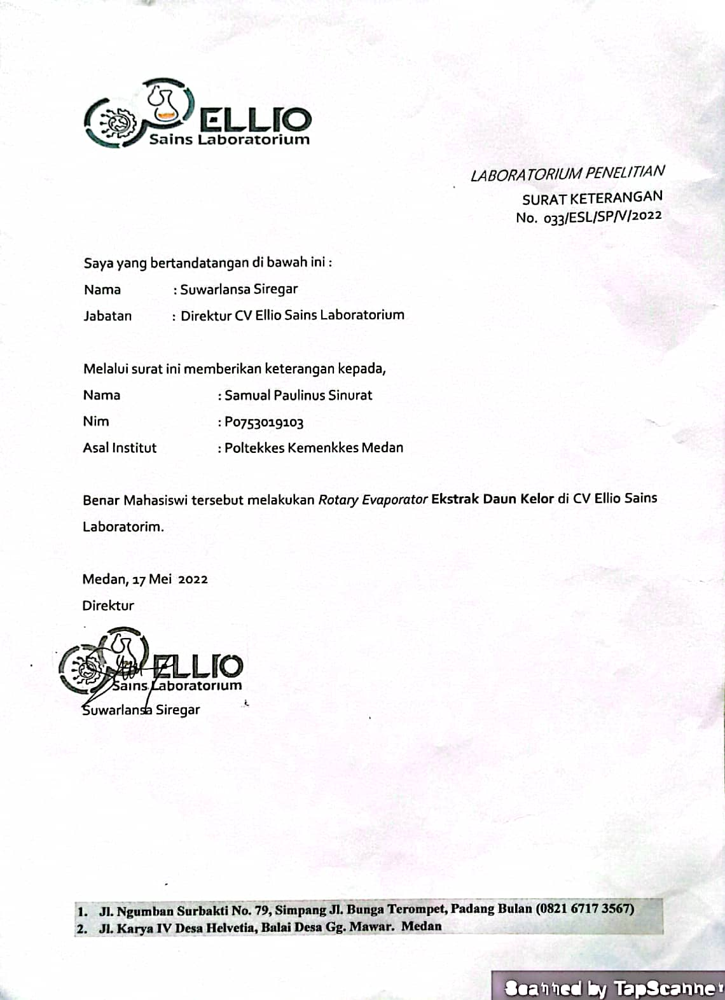 ELLIO
Sains Laboratorium
LABORATORIUM PENELITIAN
SURAT KETERANGAN
No. 033/ESL/SP/V/2022
Saya yang bertandatangan di bawah ini :
Nama : Suwarlansa Siregar
Jabatan : Direktur CV Ellio Sains Laboratorium
Melalui surat ini memberikan keterangan kepada,
Nama : Samual Paulinus Sinurat
Nim : P0753019103
Asal Institut : Poltekkes Kemenkkes Medan
Benar Mahasiswi tersebut melakukan Rotary Evaporator Ekstrak Daun Kelor di CV Ellio Sains
Laboratorim.
Medan, 17 Mei 2022
Direktur
ELLIO
Sains Laboratorium
Suwarlansa Siregar
1. Jl. Ngumban Surbakti No. 79, Simpang Jl. Bunga Terompet, Padang Bulan (0821 6717 3567)
2. Jl. Karya IV Desa Helvetia, Balai Desa Gg. Mawar. Medan
Scanned by TapScanner